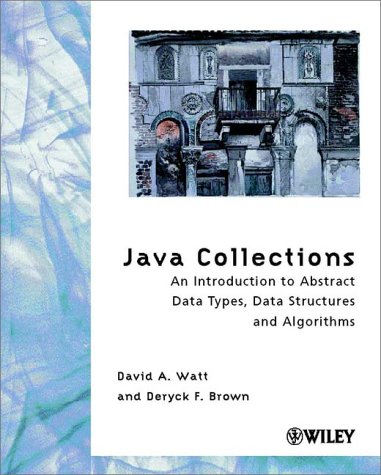 Java Collections
An Introduction to Abstract
Data Types, Data Structures
and Algorithms
David A. Watt
and Deryck F. Brown
WILEY